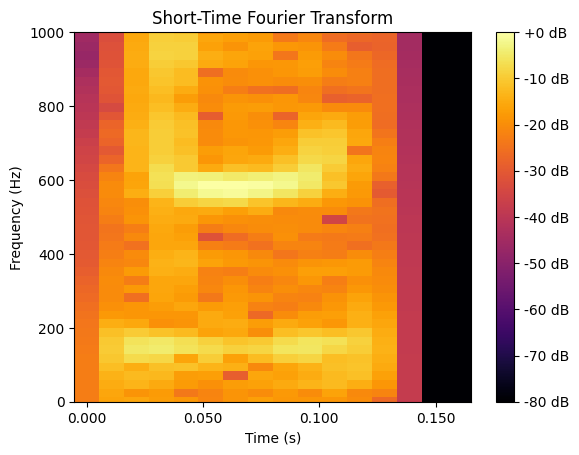 Short-Time Fourier Transform
1000
800
600
400
200
0
Frequency (Hz)
0.000
0.050
0.100
0.150
Time (s)
+0 dB
-10 dB
-20 dB
-30 dB
-40 dB
-50 dB
-60 dB
-70 dB
-80 dB